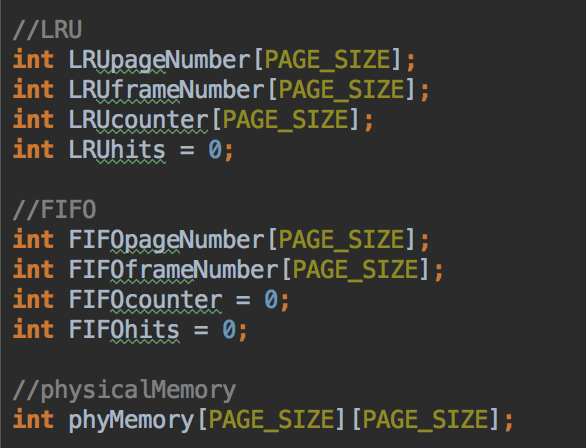 //LRU
int LRUpageNumber[PAGE_SIZE];
int LRUframeNumber[PAGE_SIZE];
int LRUcounter[PAGE_SIZE];
int LRUhits = 0;
//FIFO
int FIFOpageNumber[PAGE_SIZE];
int FIFOframeNumber[PAGE_SIZE];
int FIFOcounter = 0;
int FIFOhits = 0;
//physicalMemory
int phyMemory[PAGE_SIZE][PAGE_SIZE];